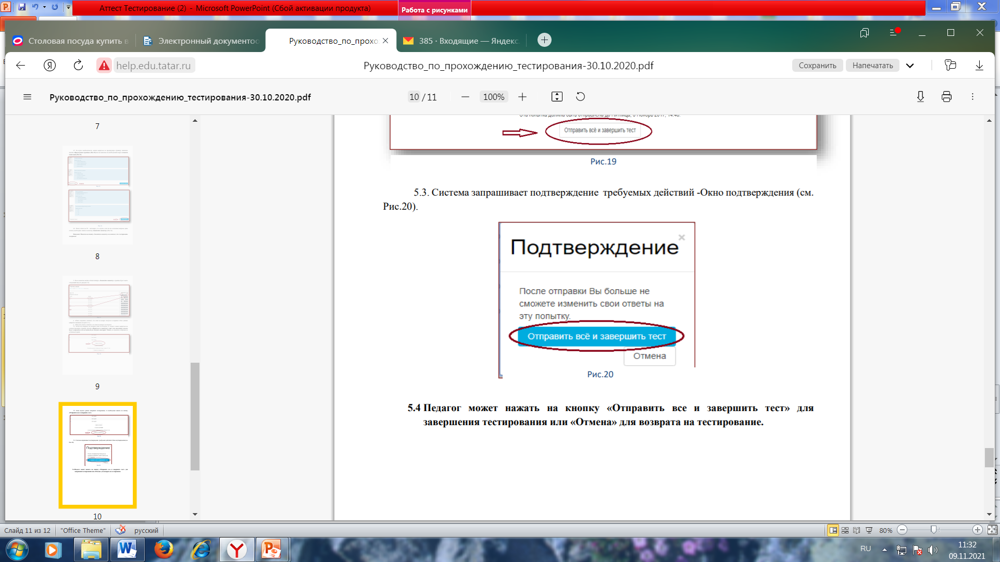 Аттест Тестирование (2) - Microsoft PowerPoint (Сбой активации продукта)
Работа с рисунками
Столовая посуда купить в
Электронный документоо
Руководство_по_прохо
385 · Входящие — Яндекс
help.edu.tatar.ru
Руководство_по_прохождению_тестирования-30.10.2020.pdf
Сохранить
Напечатать
Руководство_по_прохождению_тестирования-30.10.2020.pdf
10 / 11
100%
7
8
9
Подтверждение
10
Отправить всё и завершить тест
Рис.19
5.3. Система запрашивает подтверждение требуемых действий -Окно подтверждения (см.
Рис.20).
Подтверждение
После отправки Вы больше не
сможете изменить свои ответы на
эту попытку.
Отправить всё и завершить тест
Отмена
Рис.20
5.4 Педагог может нажать на кнопку «Отправить все и завершить тест» для
завершения тестирования или «Отмена» для возврата на тестирование.
Слайд 11 из 12
"Office Theme"
русский
80%
RU
11:32
09.11.2021